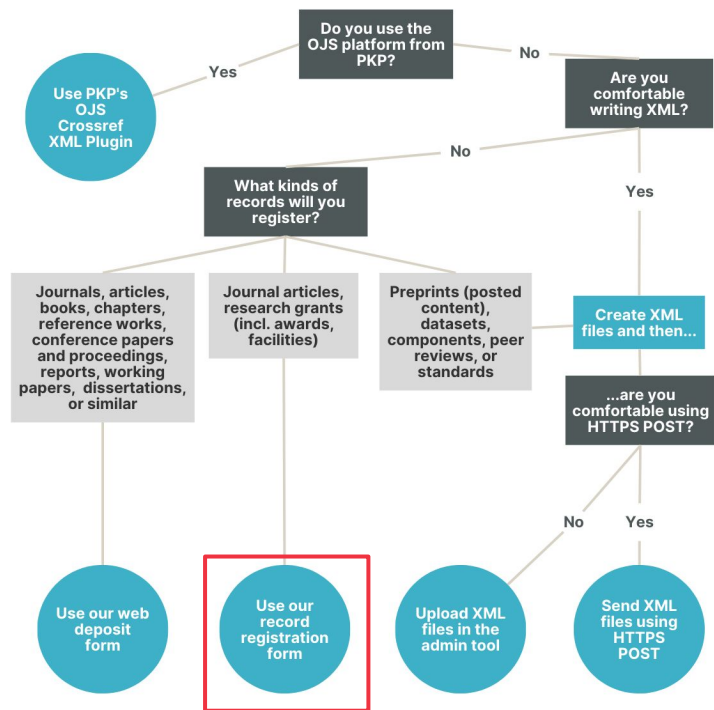 Do you use the
OJS platform from
PKP?
Yes
No
Use PKP's
OJS
Crossref
XML Plugin
Are you
comfortable
writing XML?
No
Yes
What kinds of
records will you
register?
Journals, articles,
books, chapters,
reference works,
conference papers
and proceedings,
reports, working
papers, dissertations,
or similar
Journal articles,
research grants
(incl. awards,
facilities)
Preprints (posted
content),
datasets,
components, peer
reviews, or
standards
Create XML
files and then...
...are you
comfortable using
HTTPS POST?
No
Yes
Use our web
deposit
form
Use our
record
registration
form
Upload XML
files in the
admin tool
Send XML
files using
HTTPS
POST